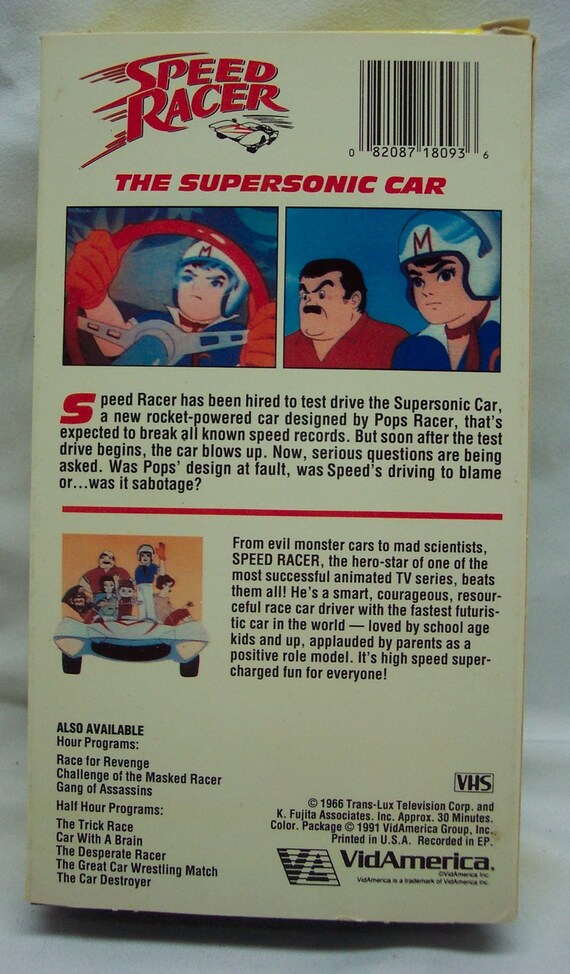 SPEED
RACER
0 82087 18093 6
THE SUPERSONIC CAR
M
M
Speed Racer has been hired to test drive the Supersonic Car,
a new rocket-powered car designed by Pops Racer, that's
expected to break all known speed records. But soon after the test
drive begins, the car blows up. Now, serious questions are being
asked. Was Pops' design at fault, was Speed's driving to blame
or...was it sabotage?
From evil monster cars to mad scientists,
SPEED RACER, the hero-star of one of the
most successful animated TV series, beats
them all! He's a smart, courageous, resour-
ceful race car driver with the fastest futuris-
tic car in the world — loved by school age
kids and up, applauded by parents as a
positive role model. It's high speed super-
charged fun for everyone!
ALSO AVAILABLE
Hour Programs:
Race for Revenge
Challenge of the Masked Racer
Gang of Assassins
Half Hour Programs:
The Trick Race
Car With A Brain
The Desperate Racer
The Great Car Wrestling Match
The Car Destroyer
VHS
© 1966 Trans-Lux Television Corp. and
K. Fujita Associates. Inc. Approx. 30 Minutes.
Color. Package © 1991 VidAmerica Group, Inc.
Printed in U.S.A. Recorded in EP.
VA VidAmerica.
©VidAmerica Inc.
VidAmerica is a trademark of VidAmerica Inc.